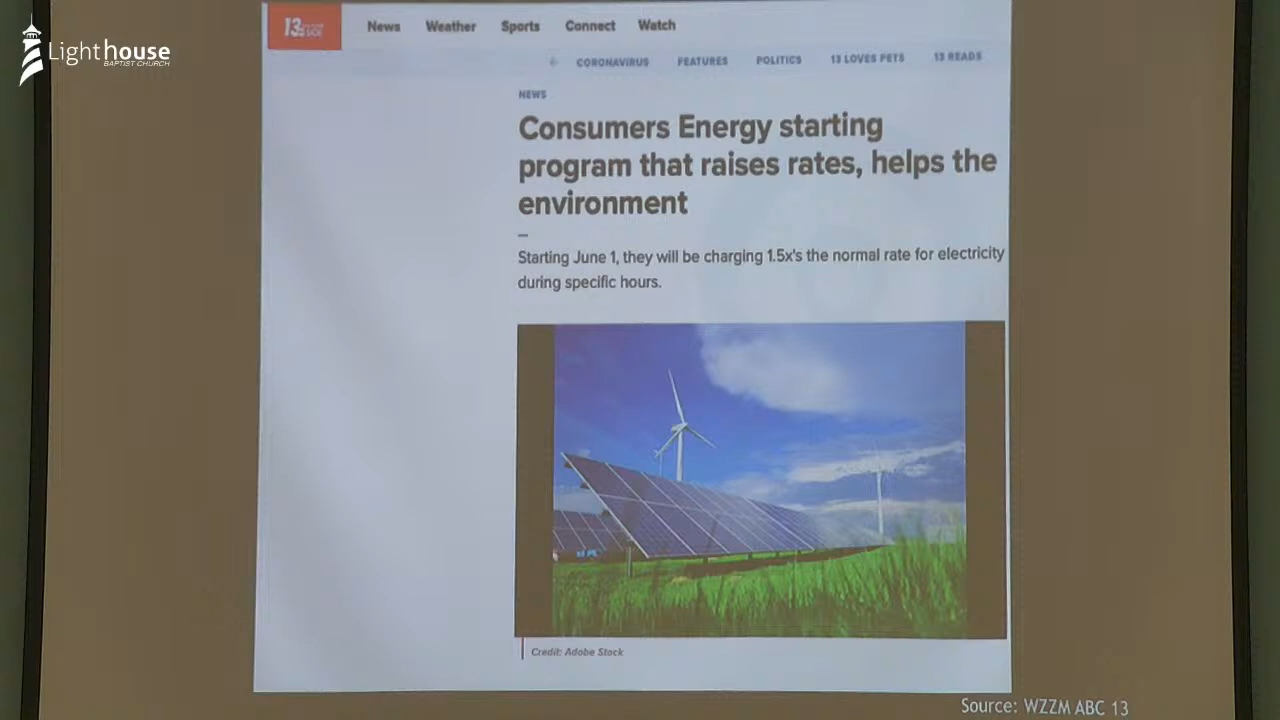 Lighthouse
BAPTIST CHURCH
13
News Weather Sports Connect Watch
CORONAVIRUS FEATURES POLITICS 13 LOVES PETS 13 READS
NEWS
Consumers Energy starting
program that raises rates, helps the
environment
Starting June 1, they will be charging 1.5x's the normal rate for electricity
during specific hours.
Credit: Adobe Stock
Source: WZZM ABC 13